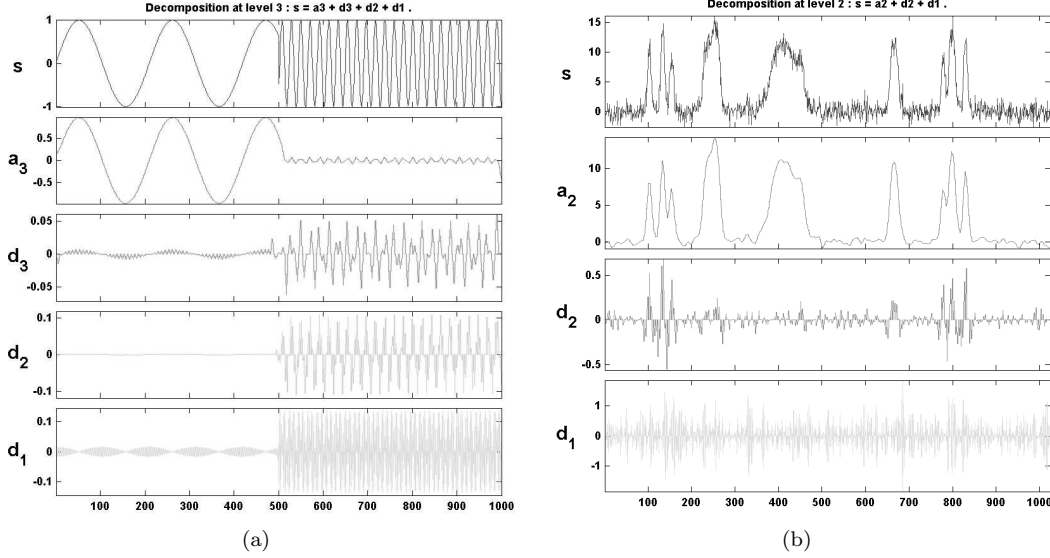 Decomposition at level 3 : s = a3 + d3 + d2 + d1 .
1
s
0
-1
0.5
a3
0
-0.5
0.05
d3
0
-0.05
0.1
d2
0
-0.1
0.1
d1
0
-0.1
100 200 300 400 500 600 700 800 900 1000
(a)
Decomposition at level 2 : s = a2 + d2 + d1 .
15
10
s
5
0
10
a2
5
0
0.5
d2
0
-0.5
1
d1
0
-1
100 200 300 400 500 600 700 800 900 1000
(b)